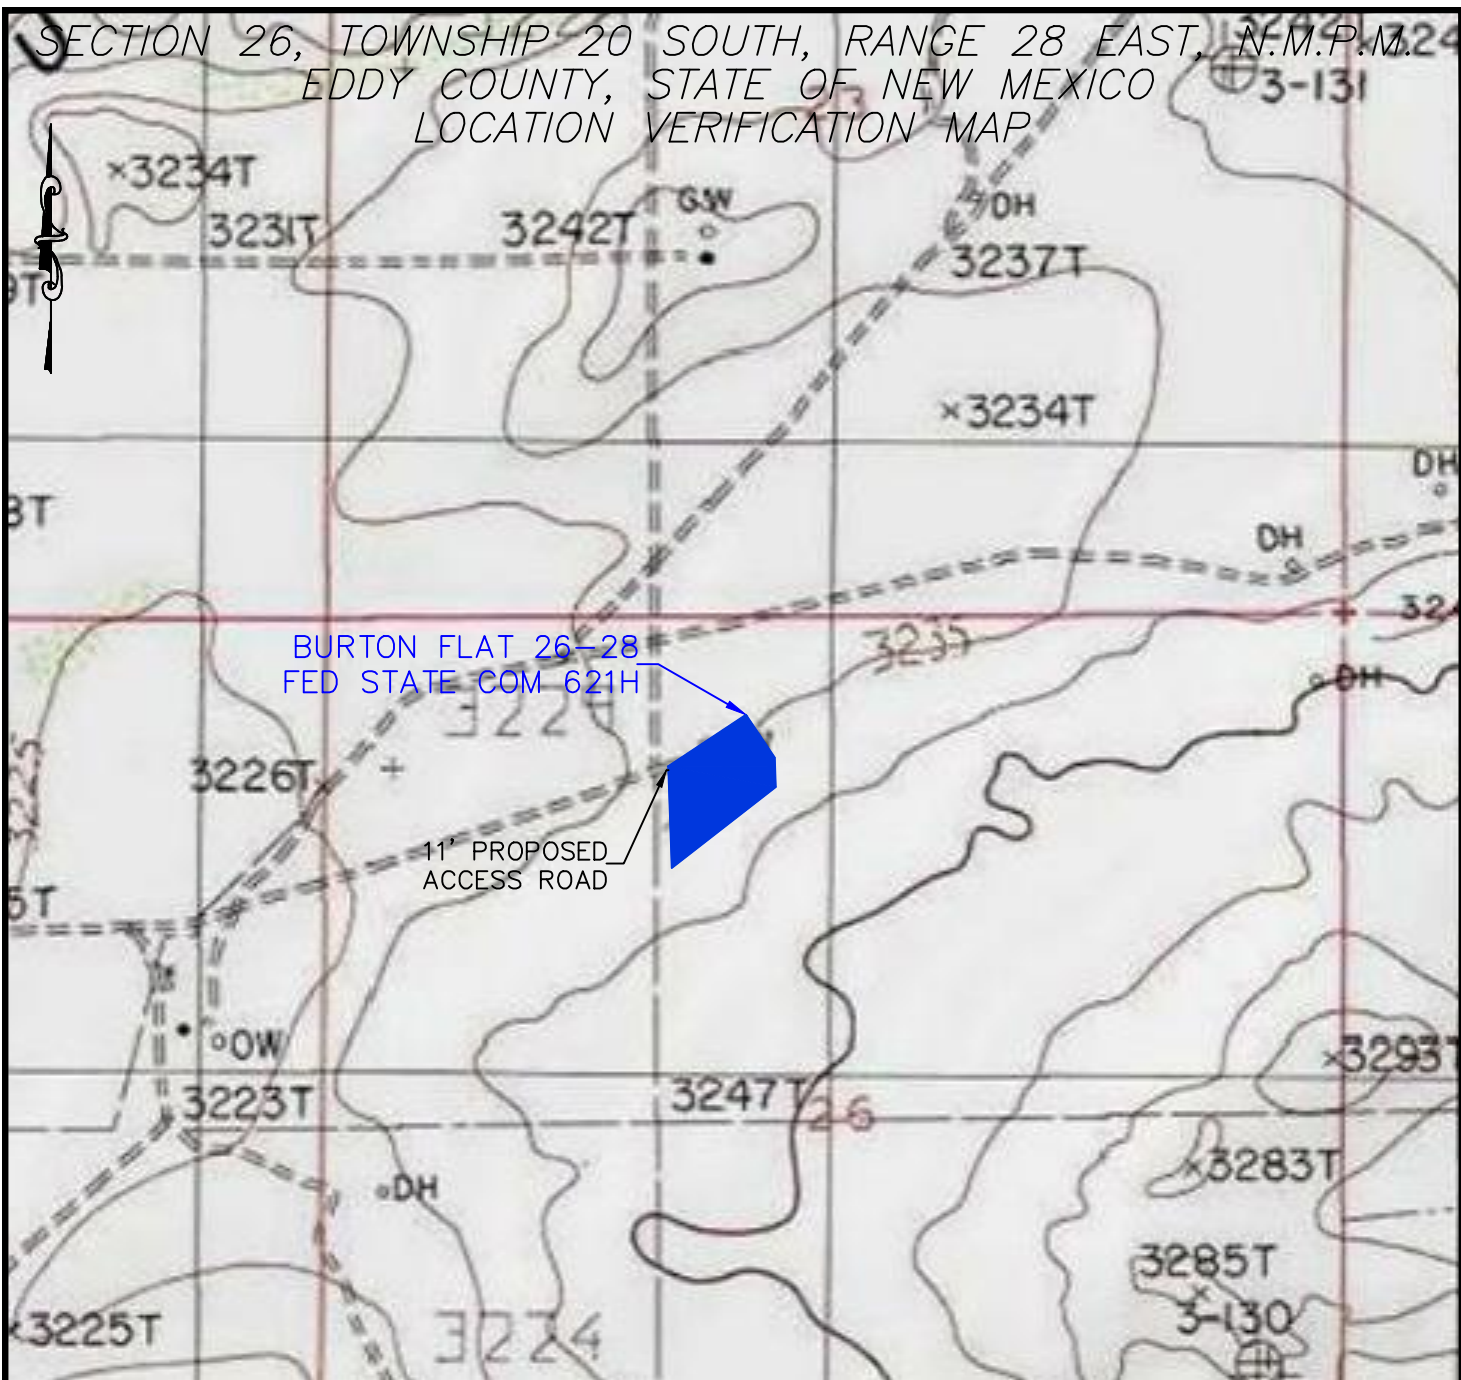 SECTION 26, TOWNSHIP 20 SOUTH, RANGE 28 EAST, N.M.P.M.
EDDY COUNTY, STATE OF NEW MEXICO
LOCATION VERIFICATION MAP
3-131
3234T
3231T
3242T
GW
DH
3237T
3234T
DH
DH
BURTON FLAT 26-28
FED STATE COM 621H
3235
DH
3225
3226T
11' PROPOSED
ACCESS ROAD
OW
3223T
3247T
26
3293T
DH
3283T
3285T
3-130
3225T
3224